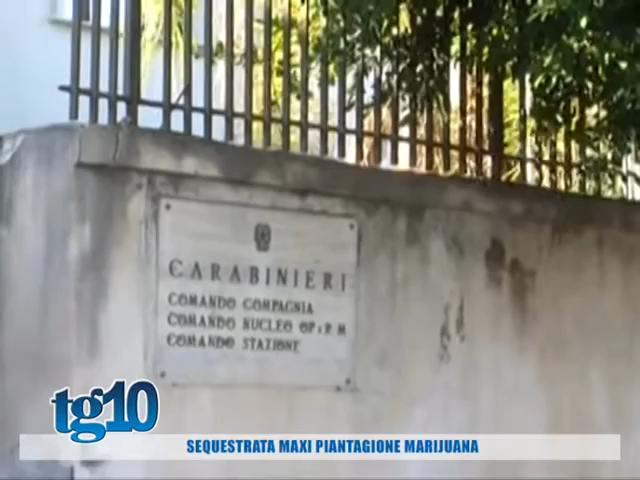 CARABINIERI
COMANDO COMPAGNIA
COMANDO NUCLEO OP. e R. M.
COMANDO STAZIONE
tg10
SEQUESTRATA MAXI PIANTAGIONE MARIJUANA